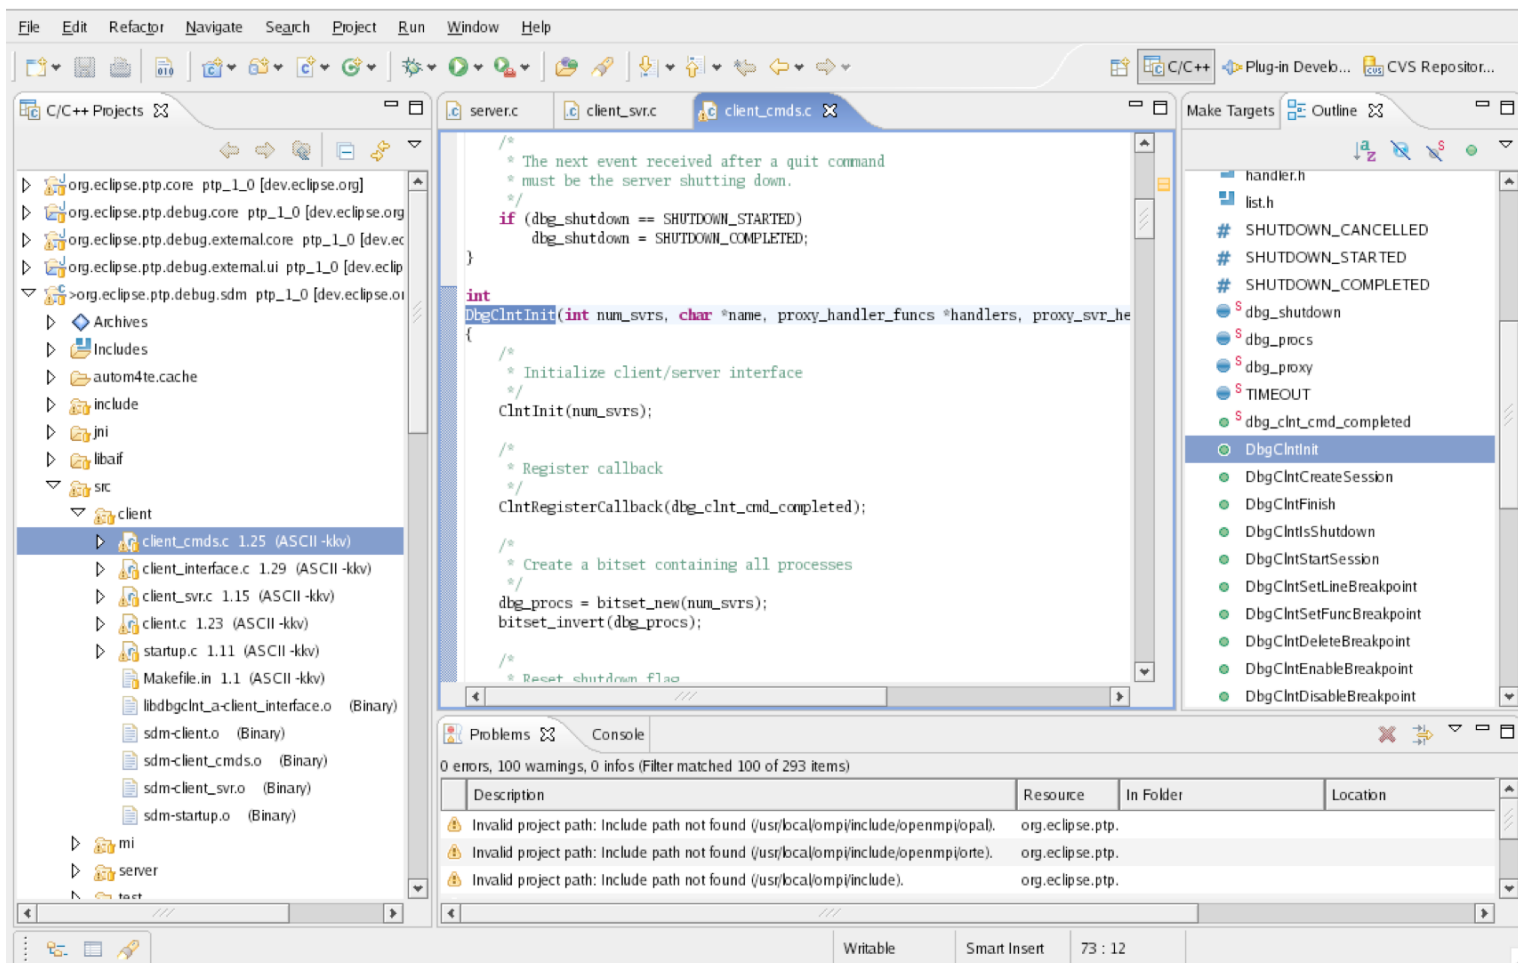 File Edit Refactor Navigate Search Project Run Window Help
C/C++ Plug-in Develo... CVS Repositor...
C/C++ Projects
org.eclipse.ptp.core ptp_1_0 [dev.eclipse.org]
org.eclipse.ptp.debug.core ptp_1_0 [dev.eclipse.org
org.eclipse.ptp.debug.external.core ptp_1_0 [dev.ec
org.eclipse.ptp.debug.external.ui ptp_1_0 [dev.eclip
>org.eclipse.ptp.debug.sdm ptp_1_0 [dev.eclipse.or
Archives
Includes
autom4te.cache
include
jni
libaif
src
client
client_cmds.c 1.25 (ASCII -kkv)
client_interface.c 1.29 (ASCII -kkv)
client_svr.c 1.15 (ASCII -kkv)
client.c 1.23 (ASCII -kkv)
startup.c 1.11 (ASCII -kkv)
Makefile.in 1.1 (ASCII -kkv)
libdbgclnt_a-client_interface.o (Binary)
sdm-client.o (Binary)
sdm-client_cmds.o (Binary)
sdm-client_svr.o (Binary)
sdm-startup.o (Binary)
mi
server
test
server.c client_svr.c client_cmds.c
/*
* The next event received after a quit command
* must be the server shutting down.
*/
if (dbg_shutdown == SHUTDOWN_STARTED)
dbg_shutdown = SHUTDOWN_COMPLETED;
}
int
DbgClntInit(int num_svrs, char *name, proxy_handler_funcs *handlers, proxy_svr_he
{
/*
* Initialize client/server interface
*/
ClntInit(num_svrs);
/*
* Register callback
*/
ClntRegisterCallback(dbg_clnt_cmd_completed);
/*
* Create a bitset containing all processes
*/
dbg_procs = bitset_new(num_svrs);
bitset_invert(dbg_procs);
/*
* Reset shutdown flag
Make Targets Outline
handler.h
list.h
# SHUTDOWN_CANCELLED
# SHUTDOWN_STARTED
# SHUTDOWN_COMPLETED
S dbg_shutdown
S dbg_procs
S dbg_proxy
S TIMEOUT
S dbg_clnt_cmd_completed
DbgClntInit
DbgClntCreateSession
DbgClntFinish
DbgClntIsShutdown
DbgClntStartSession
DbgClntSetLineBreakpoint
DbgClntSetFuncBreakpoint
DbgClntDeleteBreakpoint
DbgClntEnableBreakpoint
DbgClntDisableBreakpoint
Problems Console
0 errors, 100 warnings, 0 infos (Filter matched 100 of 293 items)
Description Resource In Folder Location
Invalid project path: Include path not found (/usr/local/ompi/include/openmpi/opal). org.eclipse.ptp.
Invalid project path: Include path not found (/usr/local/ompi/include/openmpi/orte). org.eclipse.ptp.
Invalid project path: Include path not found (/usr/local/ompi/include). org.eclipse.ptp.
Writable Smart Insert 73 : 12